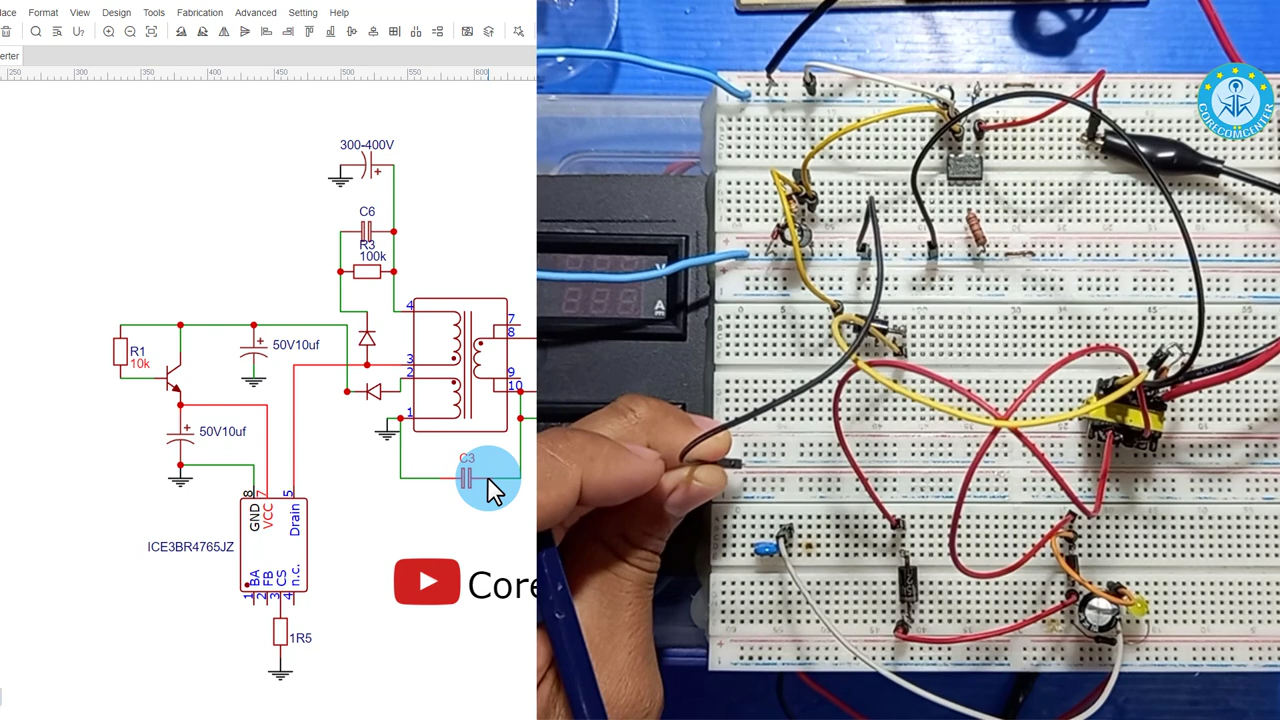 lace Format View Design Tools Fabrication Advanced Setting Help
erter
250 300 350 400 450 500 550 600
300-400V
C6
R3
100k
4
7
8
R1
10k
50V10uf
3
2
9
10
1
50V10uf
C3
8 7 5
GND VCC Drain
ICE3BR4765JZ
BA FB CS n.c.
1 2 3 4
1R5
Core
CORECOMCENTER
V
A